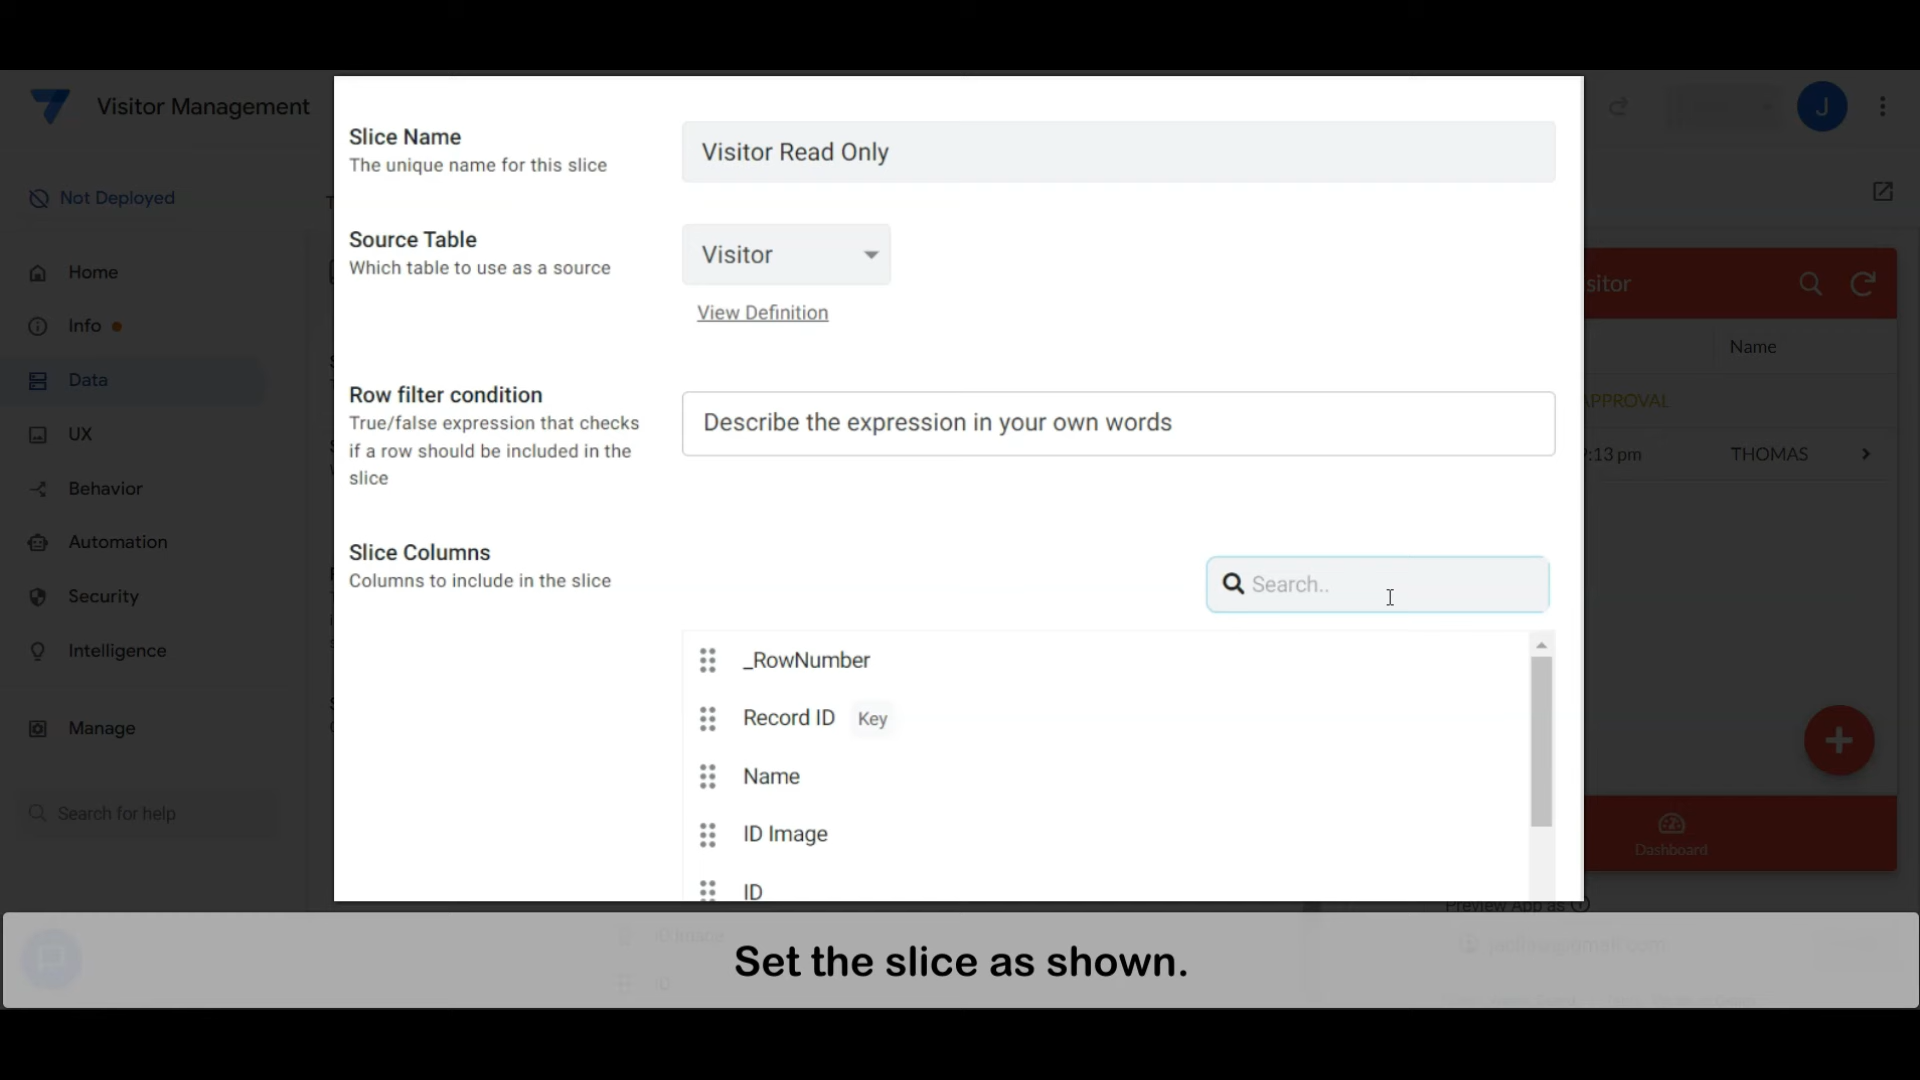 Visitor Management
J
Not Deployed
Home
Info
Data
UX
Behavior
Automation
Security
Intelligence
Manage
Search for help
Slice Name
The unique name for this slice
Visitor Read Only
Source Table
Which table to use as a source
Visitor
View Definition
Row filter condition
True/false expression that checks
if a row should be included in the
slice
Describe the expression in your own words
Slice Columns
Columns to include in the slice
Search..
_RowNumber
Record ID Key
Name
ID Image
ID
sitor
Name
APPROVAL
:13 pm THOMAS
Dashboard
Preview App as
Set the slice as shown.